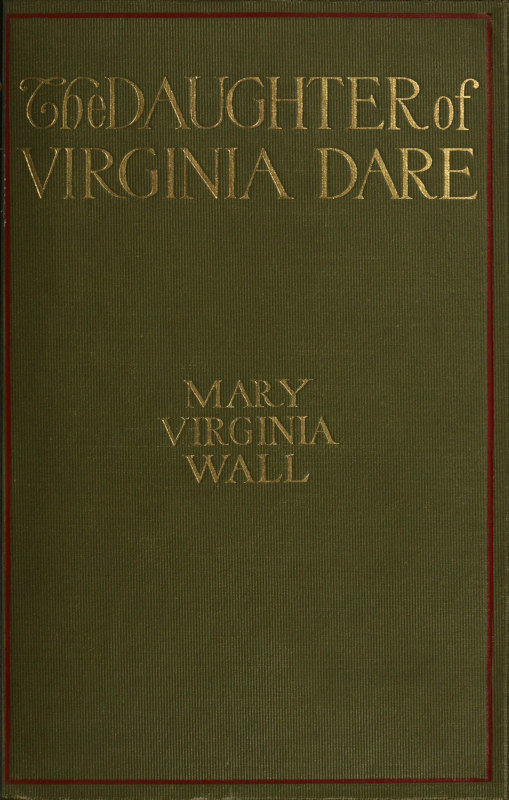 The DAUGHTER of
VIRGINIA DARE
MARY
VIRGINIA
WALL